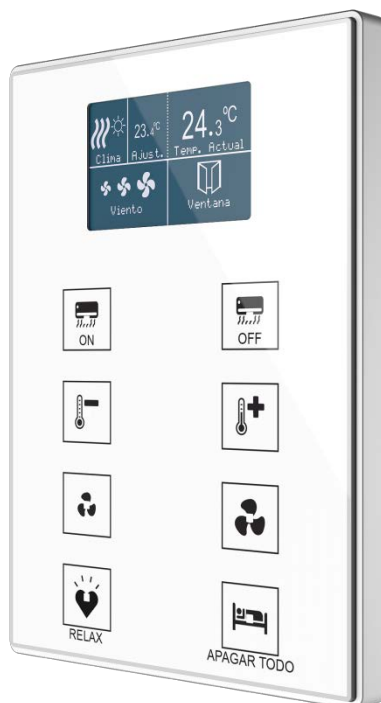 23.4°C
24.3°C
Clima
Ajust.
Temp. Actual
Viento
Ventana
ON
OFF
RELAX
APAGAR TODO